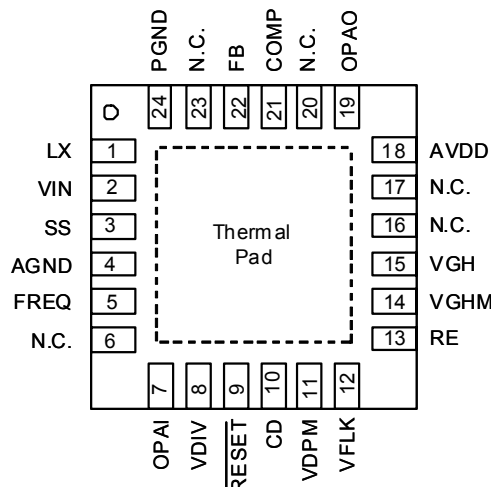 PGND
N.C.
FB
COMP
N.C.
OPAO
24
23
22
21
20
19
LX 1
VIN 2
SS 3
AGND 4
FREQ 5
N.C. 6
Thermal
Pad
18 AVDD
17 N.C.
16 N.C.
15 VGH
14 VGHM
13 RE
7
8
9
10
11
12
OPAI
VDIV
RESET
CD
VDPM
VFLK